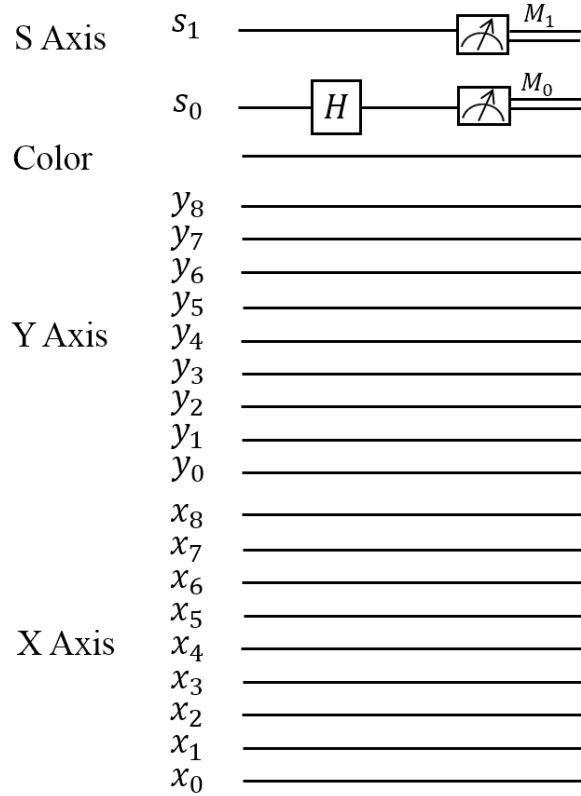 S Axis s₁ M₁
s₀ H M₀
Color
y₈
y₇
y₆
y₅
Y Axis y₄
y₃
y₂
y₁
y₀
x₈
x₇
x₆
x₅
X Axis x₄
x₃
x₂
x₁
x₀